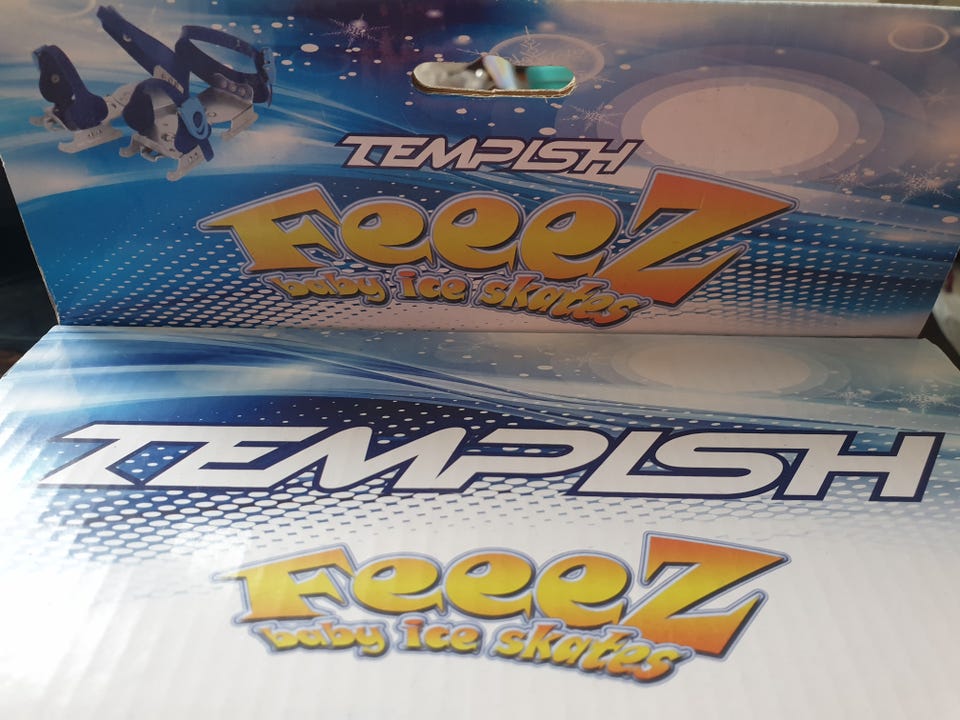 TEMPISH
FeeeZ
baby ice skates
TEMPISH
FeeeZ
baby ice skates